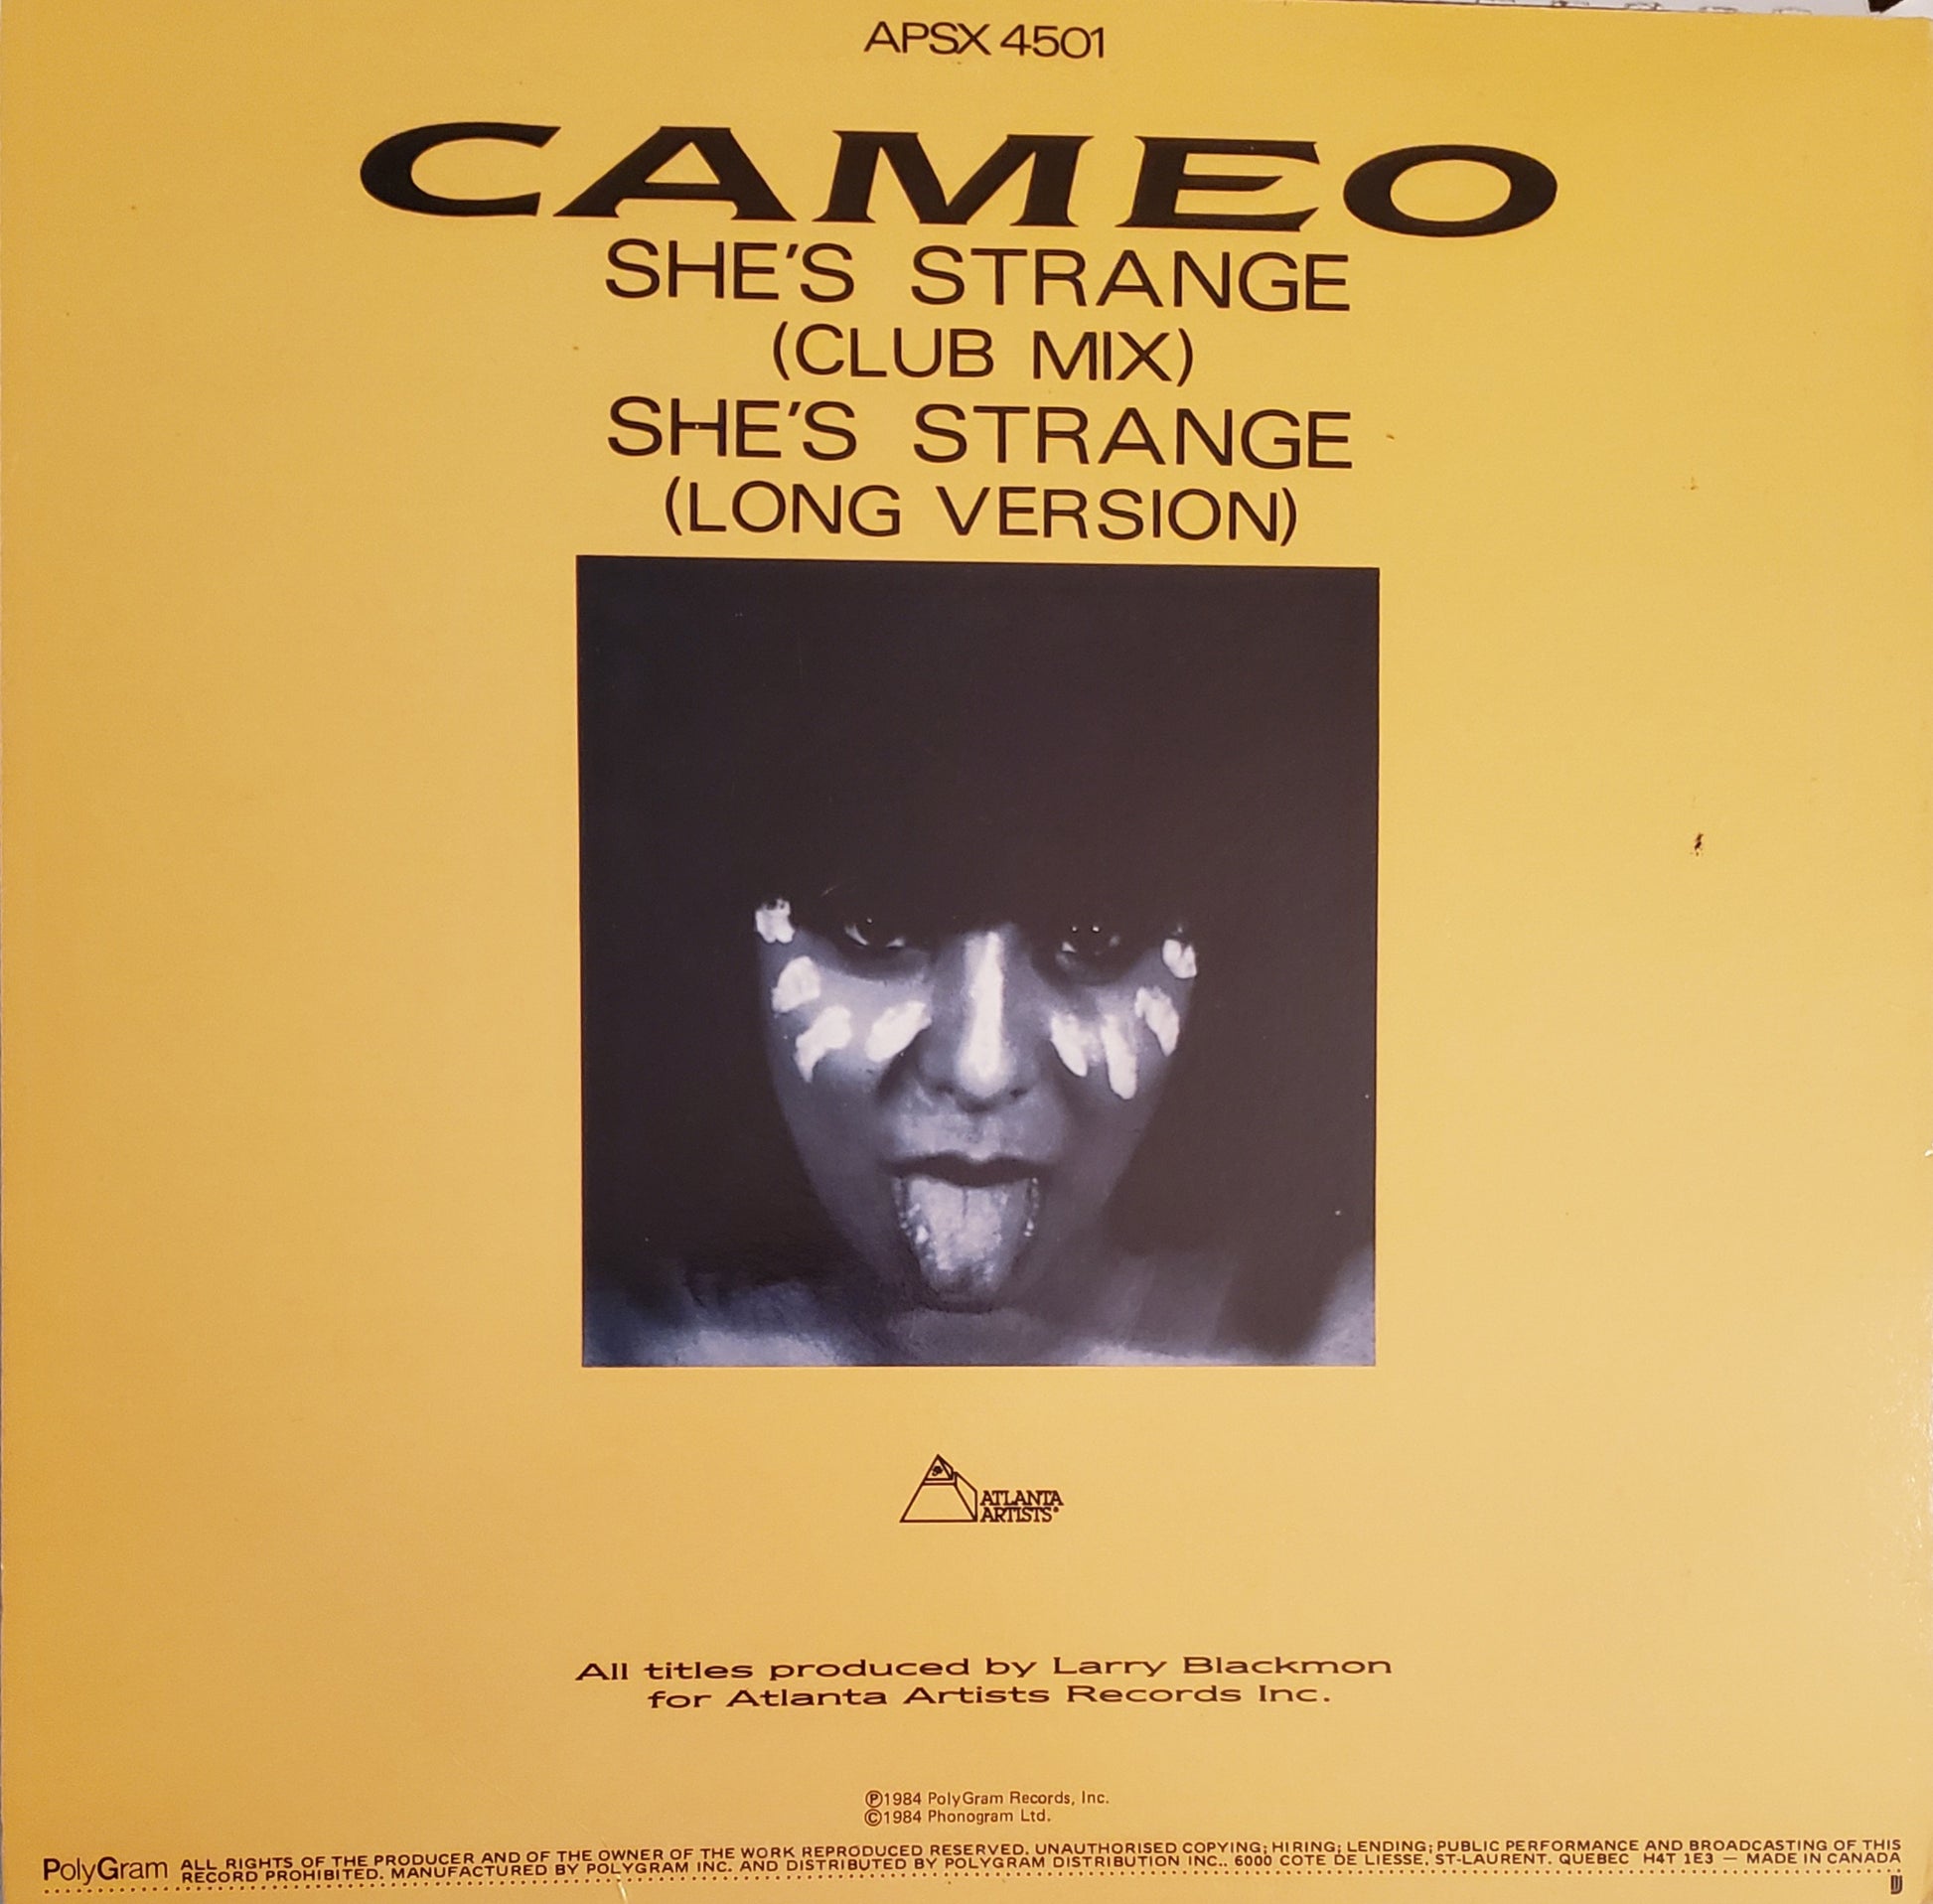 APSX 4501
CAMEO
SHE'S STRANGE
(CLUB MIX)
SHE'S STRANGE
(LONG VERSION)
ATLANTA
ARTISTS
All titles produced by Larry Blackmon
for Atlanta Artists Records Inc.
Ⓟ1984 PolyGram Records, Inc.
©1984 Phonogram Ltd.
PolyGram
ALL RIGHTS OF THE PRODUCER AND OF THE OWNER OF THE WORK REPRODUCED RESERVED. UNAUTHORISED COPYING; HIRING; LENDING; PUBLIC PERFORMANCE AND BROADCASTING OF THIS
RECORD PROHIBITED. MANUFACTURED BY POLYGRAM INC. AND DISTRIBUTED BY POLYGRAM DISTRIBUTION INC., 6000 COTE DE LIESSE, ST-LAURENT. QUEBEC H4T 1E3 — MADE IN CANADA